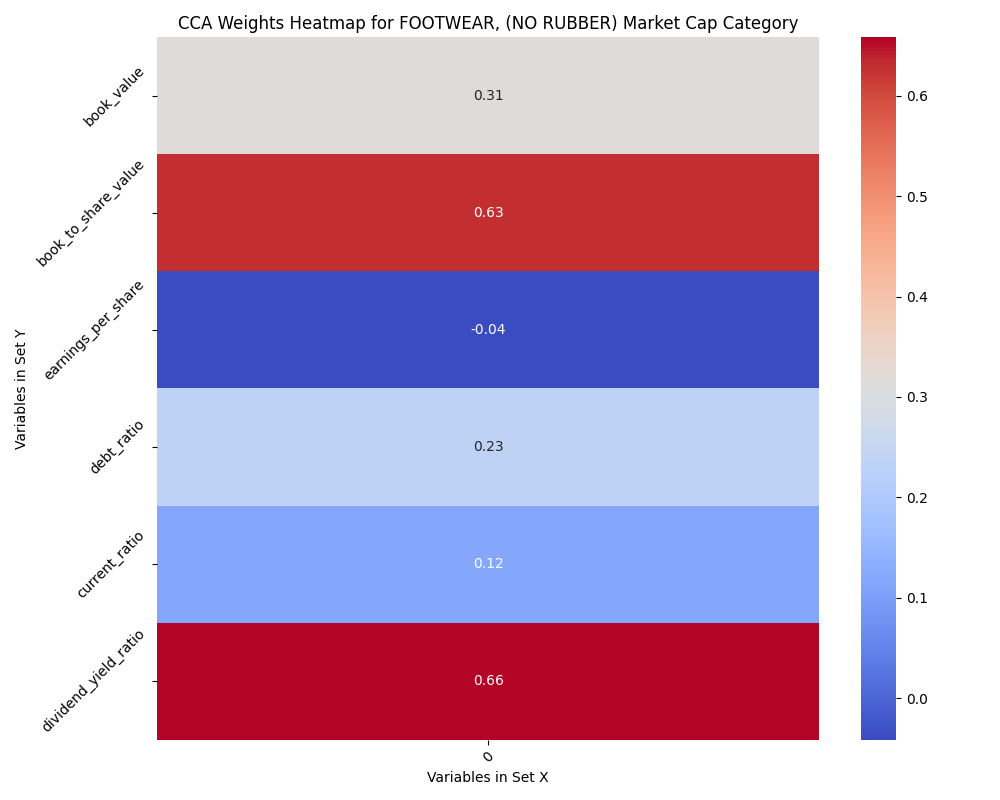 CCA Weights Heatmap for FOOTWEAR, (NO RUBBER) Market Cap Category
Variables in Set Y
book_value
0.31
book_to_share_value
0.63
earnings_per_share
-0.04
debt_ratio
0.23
current_ratio
0.12
dividend_yield_ratio
0.66
0
Variables in Set X
0.6
0.5
0.4
0.3
0.2
0.1
0.0